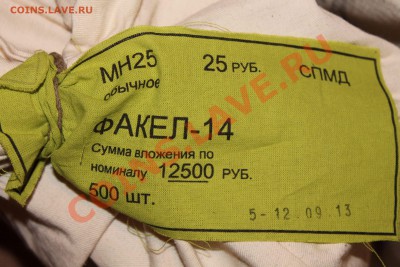 COINS.LAVE.RU
МН25 25 РУБ. СПМД
обычное
ФАКЕЛ-14
Сумма вложения по
номиналу 12500 РУБ.
500 шт.
5-12 09 13
COINS.LAVE.RU